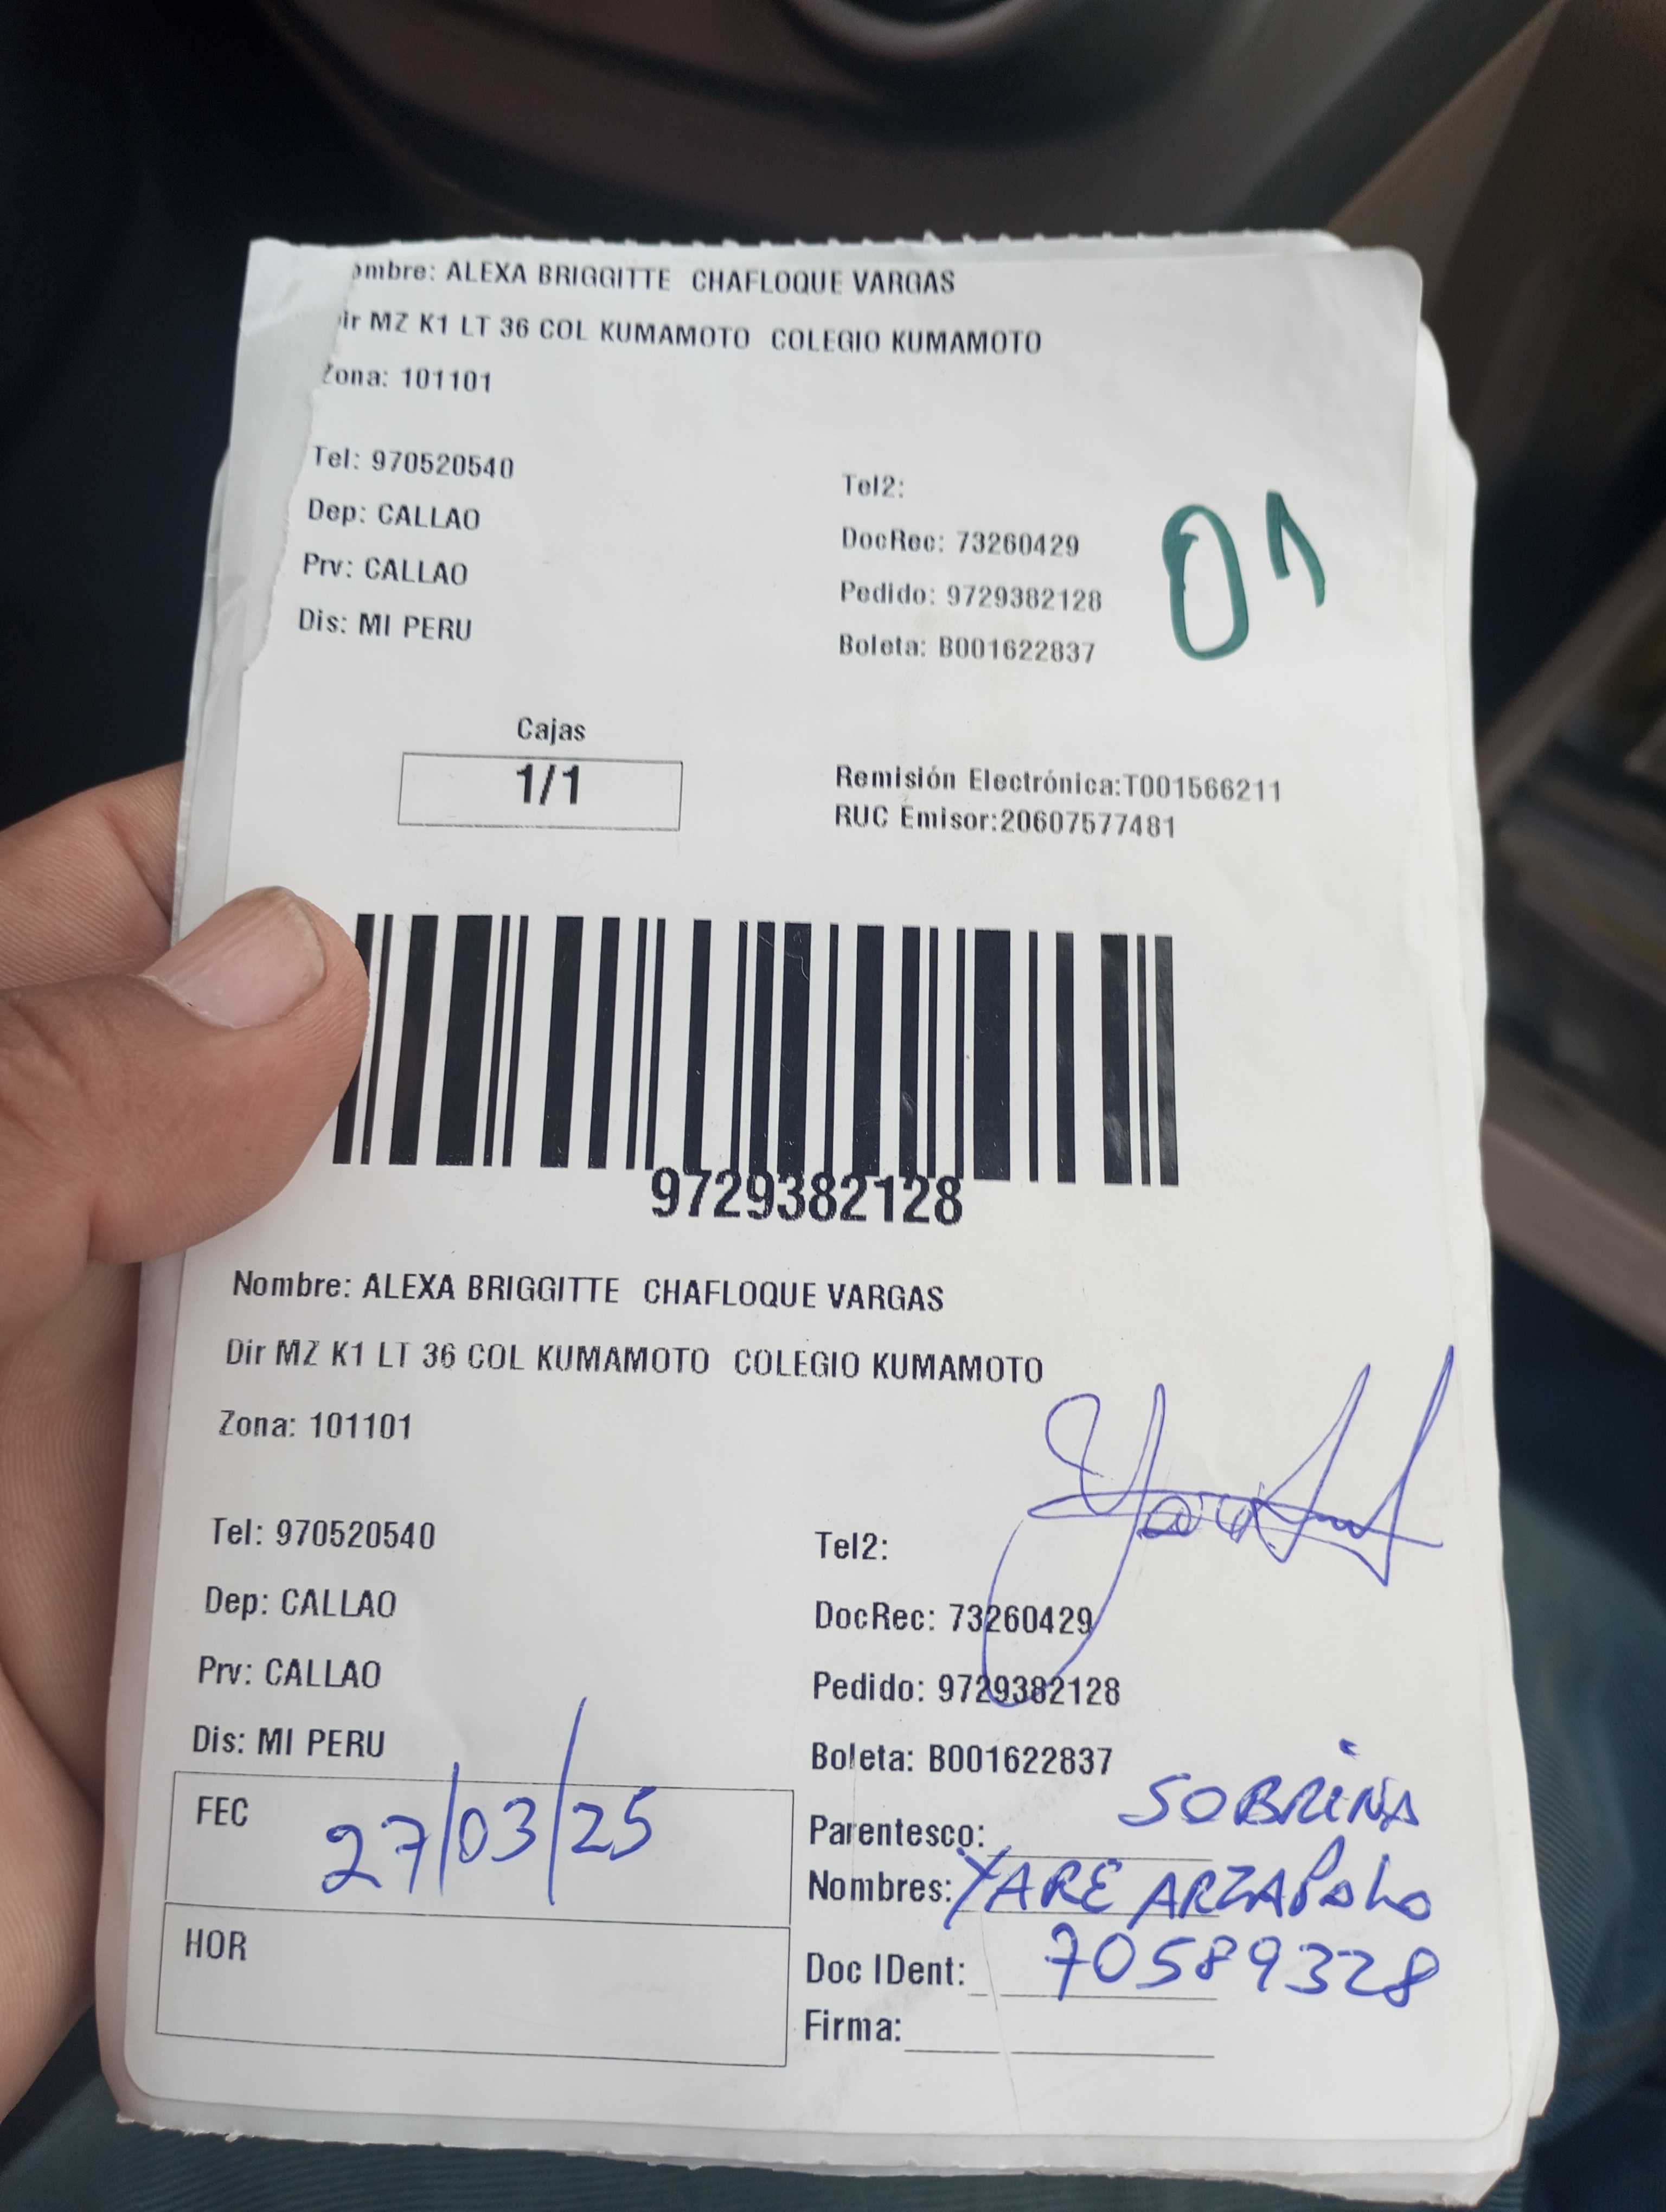 ombre: ALEXA BRIGGITTE CHAFLOQUE VARGAS
ir MZ K1 LT 36 COL KUMAMOTO COLEGIO KUMAMOTO
Zona: 101101
Tel: 970520540
Tel2:
Dep: CALLAO
DocRec: 73260429
Prv: CALLAO
Pedido: 9729382128
Dis: MI PERU
Boleta: B001622837
01
Cajas
1/1
Remisión Electrónica:T001566211
RUC Emisor:20607577481
9729382128
Nombre: ALEXA BRIGGITTE CHAFLOQUE VARGAS
Dir MZ K1 LT 36 COL KUMAMOTO COLEGIO KUMAMOTO
Zona: 101101
Tel: 970520540
Tel2:
Dep: CALLAO
DocRec: 73260429
Prv: CALLAO
Pedido: 9729382128
Dis: MI PERU
Boleta: B001622837
FEC 27/03/25
Parentesco: SOBRINA
Nombres: YARE ARZAPALO
HOR
Doc IDent: 70589328
Firma: